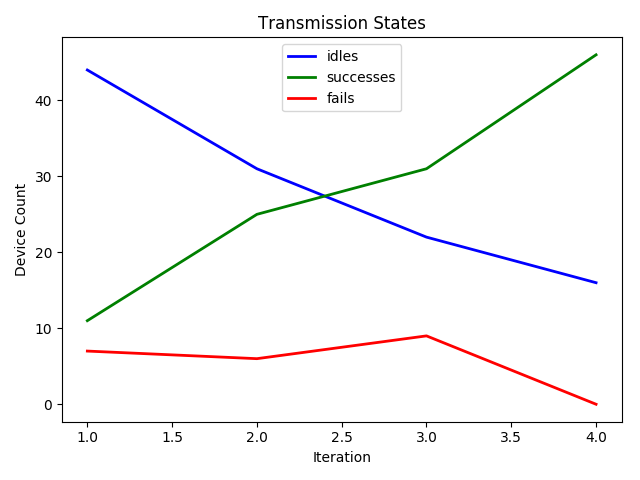 Transmission States
idles
successes
fails
Device Count
40
30
20
10
0
1.0 1.5 2.0 2.5 3.0 3.5 4.0
Iteration